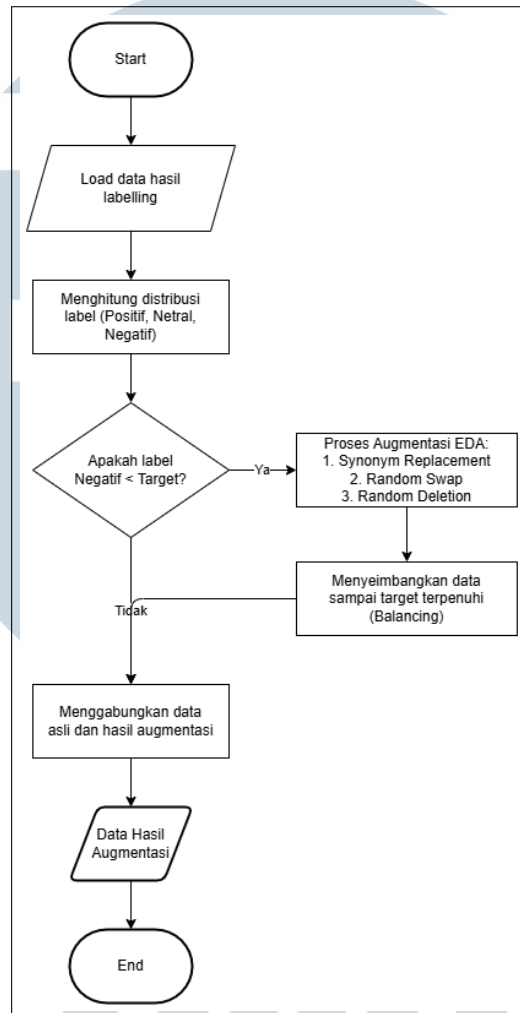 Start
Load data hasil
labelling
Menghitung distribusi
label (Positif, Netral,
Negatif)
Apakah label
Negatif < Target?
Ya
Proses Augmentasi EDA:
1. Synonym Replacement
2. Random Swap
3. Random Deletion
Menyeimbangkan data
sampai target terpenuhi
(Balancing)
Tidak
Menggabungkan data
asli dan hasil augmentasi
Data Hasil
Augmentasi
End